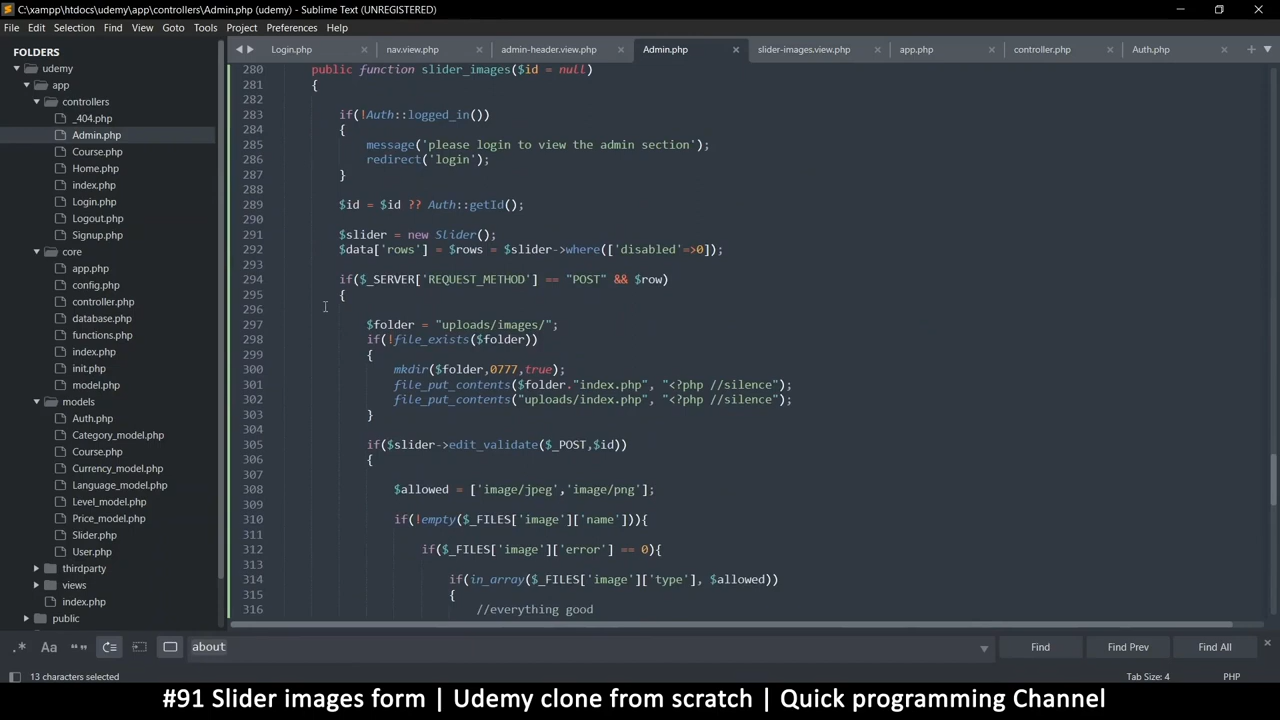 C:\xampp\htdocs\udemy\app\controllers\Admin.php (udemy) - Sublime Text (UNREGISTERED)
File Edit Selection Find View Goto Tools Project Preferences Help
FOLDERS
udemy
app
controllers
_404.php
Admin.php
Course.php
Home.php
index.php
Login.php
Logout.php
Signup.php
core
app.php
config.php
controller.php
database.php
functions.php
index.php
init.php
model.php
models
Auth.php
Category_model.php
Course.php
Currency_model.php
Language_model.php
Level_model.php
Price_model.php
Slider.php
User.php
thirdparty
views
index.php
public
Login.php nav.view.php admin-header.view.php Admin.php slider-images.view.php app.php controller.php Auth.php
280 public function slider_images($id = null)
281 {
282
283 if(!Auth::logged_in())
284 {
285 message('please login to view the admin section');
286 redirect('login');
287 }
288
289 $id = $id ?? Auth::getId();
290
291 $slider = new Slider();
292 $data['rows'] = $rows = $slider->where(['disabled'=>0]);
293
294 if($_SERVER['REQUEST_METHOD'] == "POST" && $row)
295 {
296
297 $folder = "uploads/images/";
298 if(!file_exists($folder))
299 {
300 mkdir($folder,0777,true);
301 file_put_contents($folder."index.php", "<?php //silence");
302 file_put_contents("uploads/index.php", "<?php //silence");
303 }
304
305 if($slider->edit_validate($_POST,$id))
306 {
307
308 $allowed = ['image/jpeg','image/png'];
309
310 if(!empty($_FILES['image']['name'])){
311
312 if($_FILES['image']['error'] == 0){
313
314 if(in_array($_FILES['image']['type'], $allowed))
315 {
316 //everything good
.* Aa “” about Find Find Prev Find All
13 characters selected Tab Size: 4 PHP
#91 Slider images form | Udemy clone from scratch | Quick programming Channel